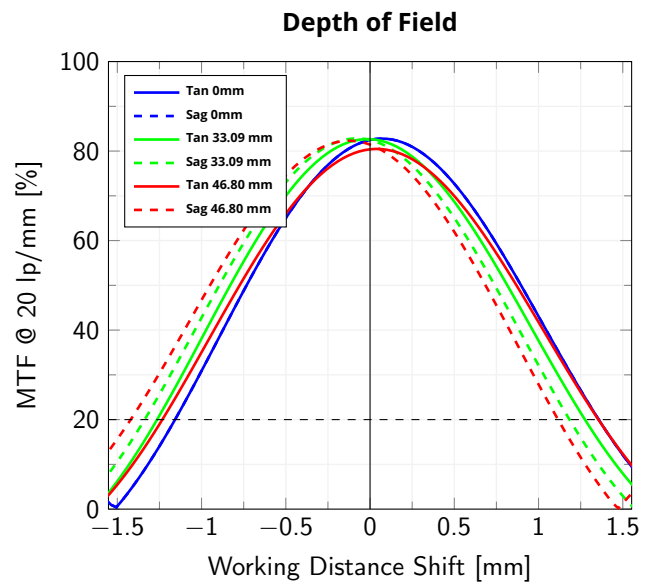 Depth of Field
100
80
60
40
20
0
MTF @ 20 lp/mm [%]
Tan 0mm
Sag 0mm
Tan 33.09 mm
Sag 33.09 mm
Tan 46.80 mm
Sag 46.80 mm
−1.5 −1 −0.5 0 0.5 1 1.5
Working Distance Shift [mm]